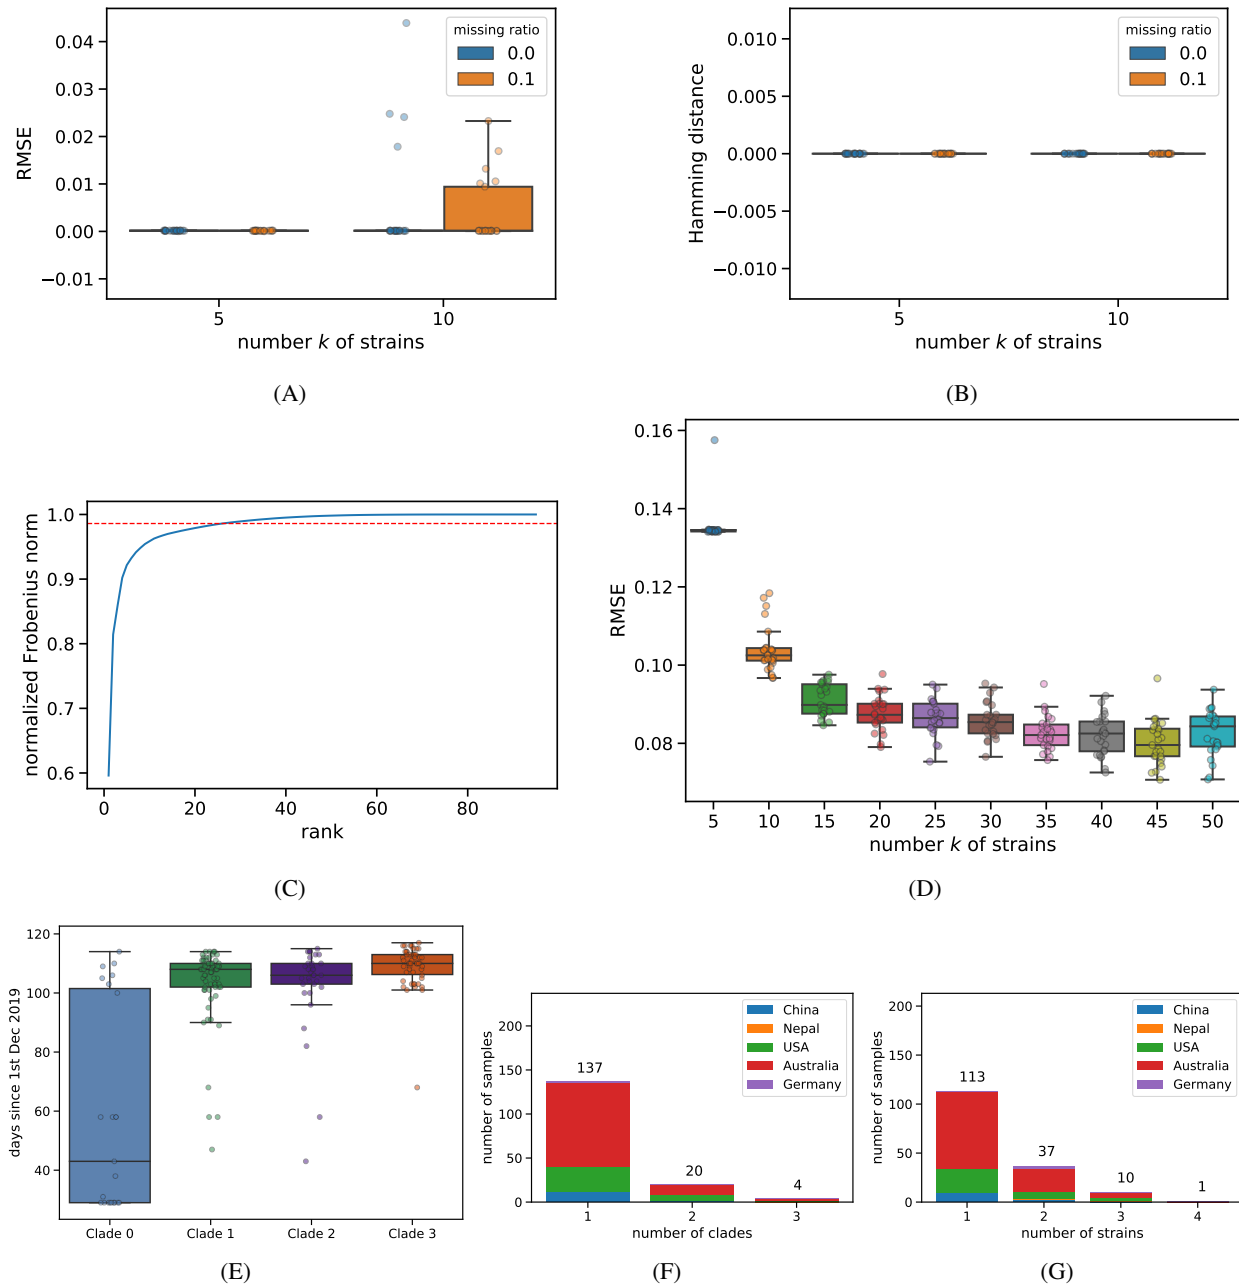 missing ratio
0.0
0.1
0.04
0.03
0.02
0.01
0.00
−0.01
RMSE
5
10
number k of strains
(A)
missing ratio
0.0
0.1
0.010
0.005
0.000
−0.005
−0.010
Hamming distance
5
10
number k of strains
(B)
1.0
0.9
0.8
0.7
0.6
normalized Frobenius norm
0
20
40
60
80
rank
(C)
0.16
0.14
0.12
0.10
0.08
RMSE
5
10
15
20
25
30
35
40
45
50
number k of strains
(D)
120
100
80
60
40
days since 1st Dec 2019
Clade 0
Clade 1
Clade 2
Clade 3
(E)
China
Nepal
USA
Australia
Germany
200
150
100
50
0
number of samples
137
20
4
1
2
3
number of clades
(F)
China
Nepal
USA
Australia
Germany
200
150
100
50
0
number of samples
113
37
10
1
1
2
3
4
number of strains
(G)